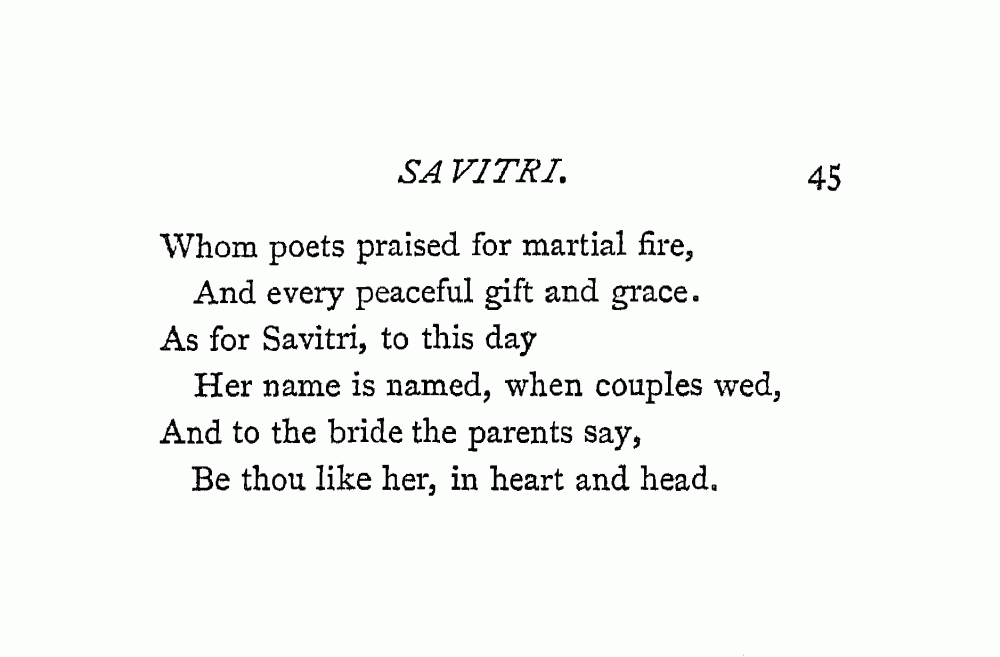 SAVITRI. 45
Whom poets praised for martial fire,
And every peaceful gift and grace.
As for Savitri, to this day
Her name is named, when couples wed,
And to the bride the parents say,
Be thou like her, in heart and head.